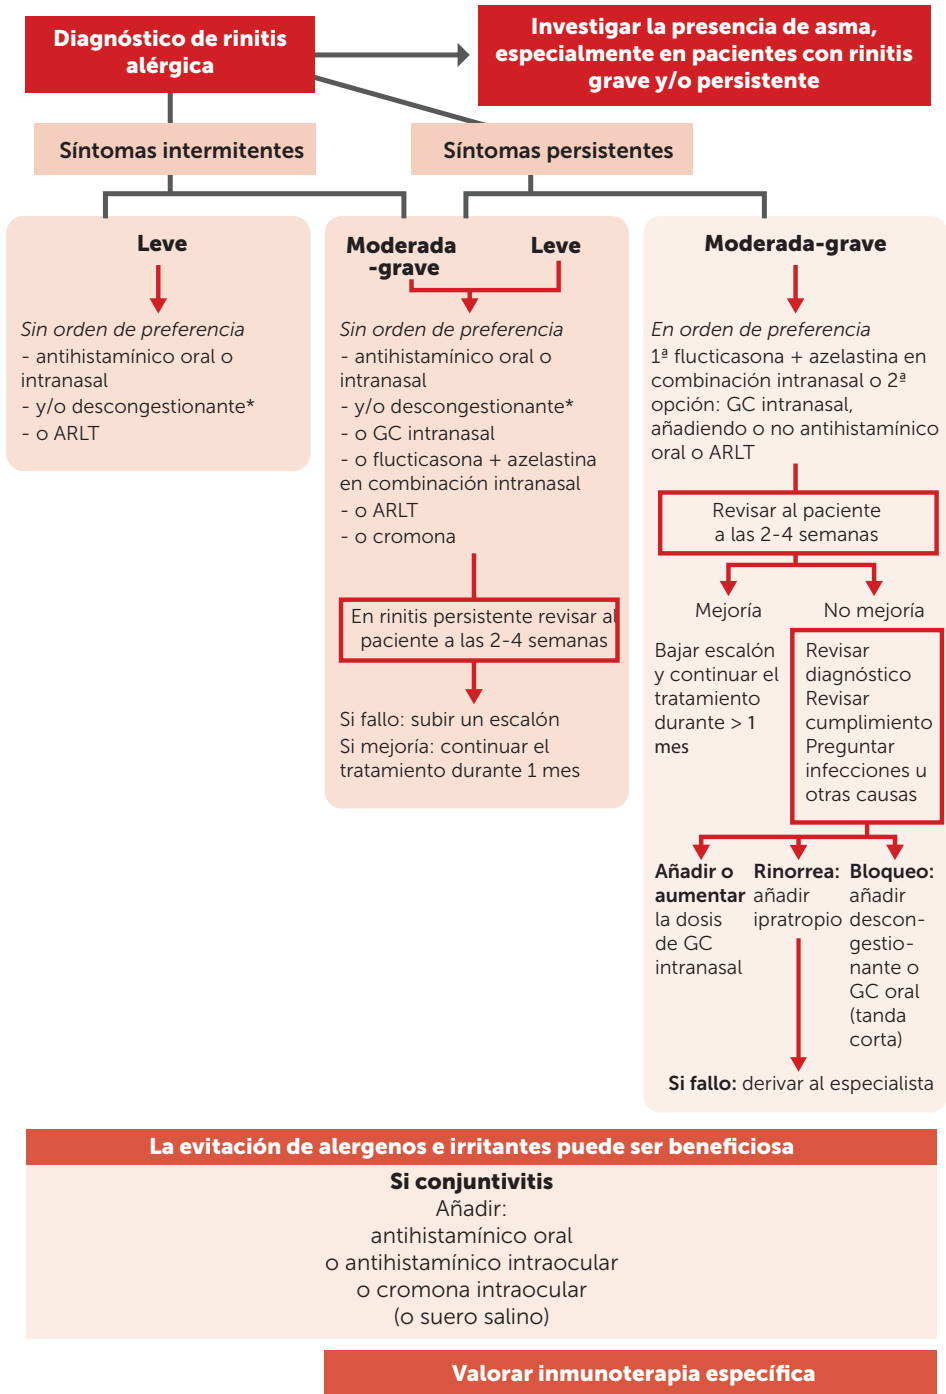 Diagnóstico de rinitis
alérgica
Investigar la presencia de asma,
especialmente en pacientes con rinitis
grave y/o persistente
Síntomas intermitentes
Síntomas persistentes
Leve
Sin orden de preferencia
- antihistamínico oral o
intranasal
- y/o descongestionante*
- o ARLT
Moderada
-grave
Leve
Sin orden de preferencia
- antihistamínico oral o
intranasal
- y/o descongestionante*
- o GC intranasal
- o flucticasona + azelastina
en combinación intranasal
- o ARLT
- o cromona
En rinitis persistente revisar al
paciente a las 2-4 semanas
Si fallo: subir un escalón
Si mejoría: continuar el
tratamiento durante 1 mes
Moderada-grave
En orden de preferencia
1ª flucticasona + azelastina en
combinación intranasal o 2ª
opción: GC intranasal,
añadiendo o no antihistamínico
oral o ARLT
Revisar al paciente
a las 2-4 semanas
Mejoría
Bajar escalón
y continuar el
tratamiento
durante > 1
mes
No mejoría
Revisar
diagnóstico
Revisar
cumplimiento
Preguntar
infecciones u
otras causas
Añadir o
aumentar
la dosis
de GC
intranasal
Rinorrea:
añadir
ipratropio
Bloqueo:
añadir
descon-
gestio-
nante o
GC oral
(tanda
corta)
Si fallo: derivar al especialista
La evitación de alergenos e irritantes puede ser beneficiosa
Si conjuntivitis
Añadir:
antihistamínico oral
o antihistamínico intraocular
o cromona intraocular
(o suero salino)
Valorar inmunoterapia específica